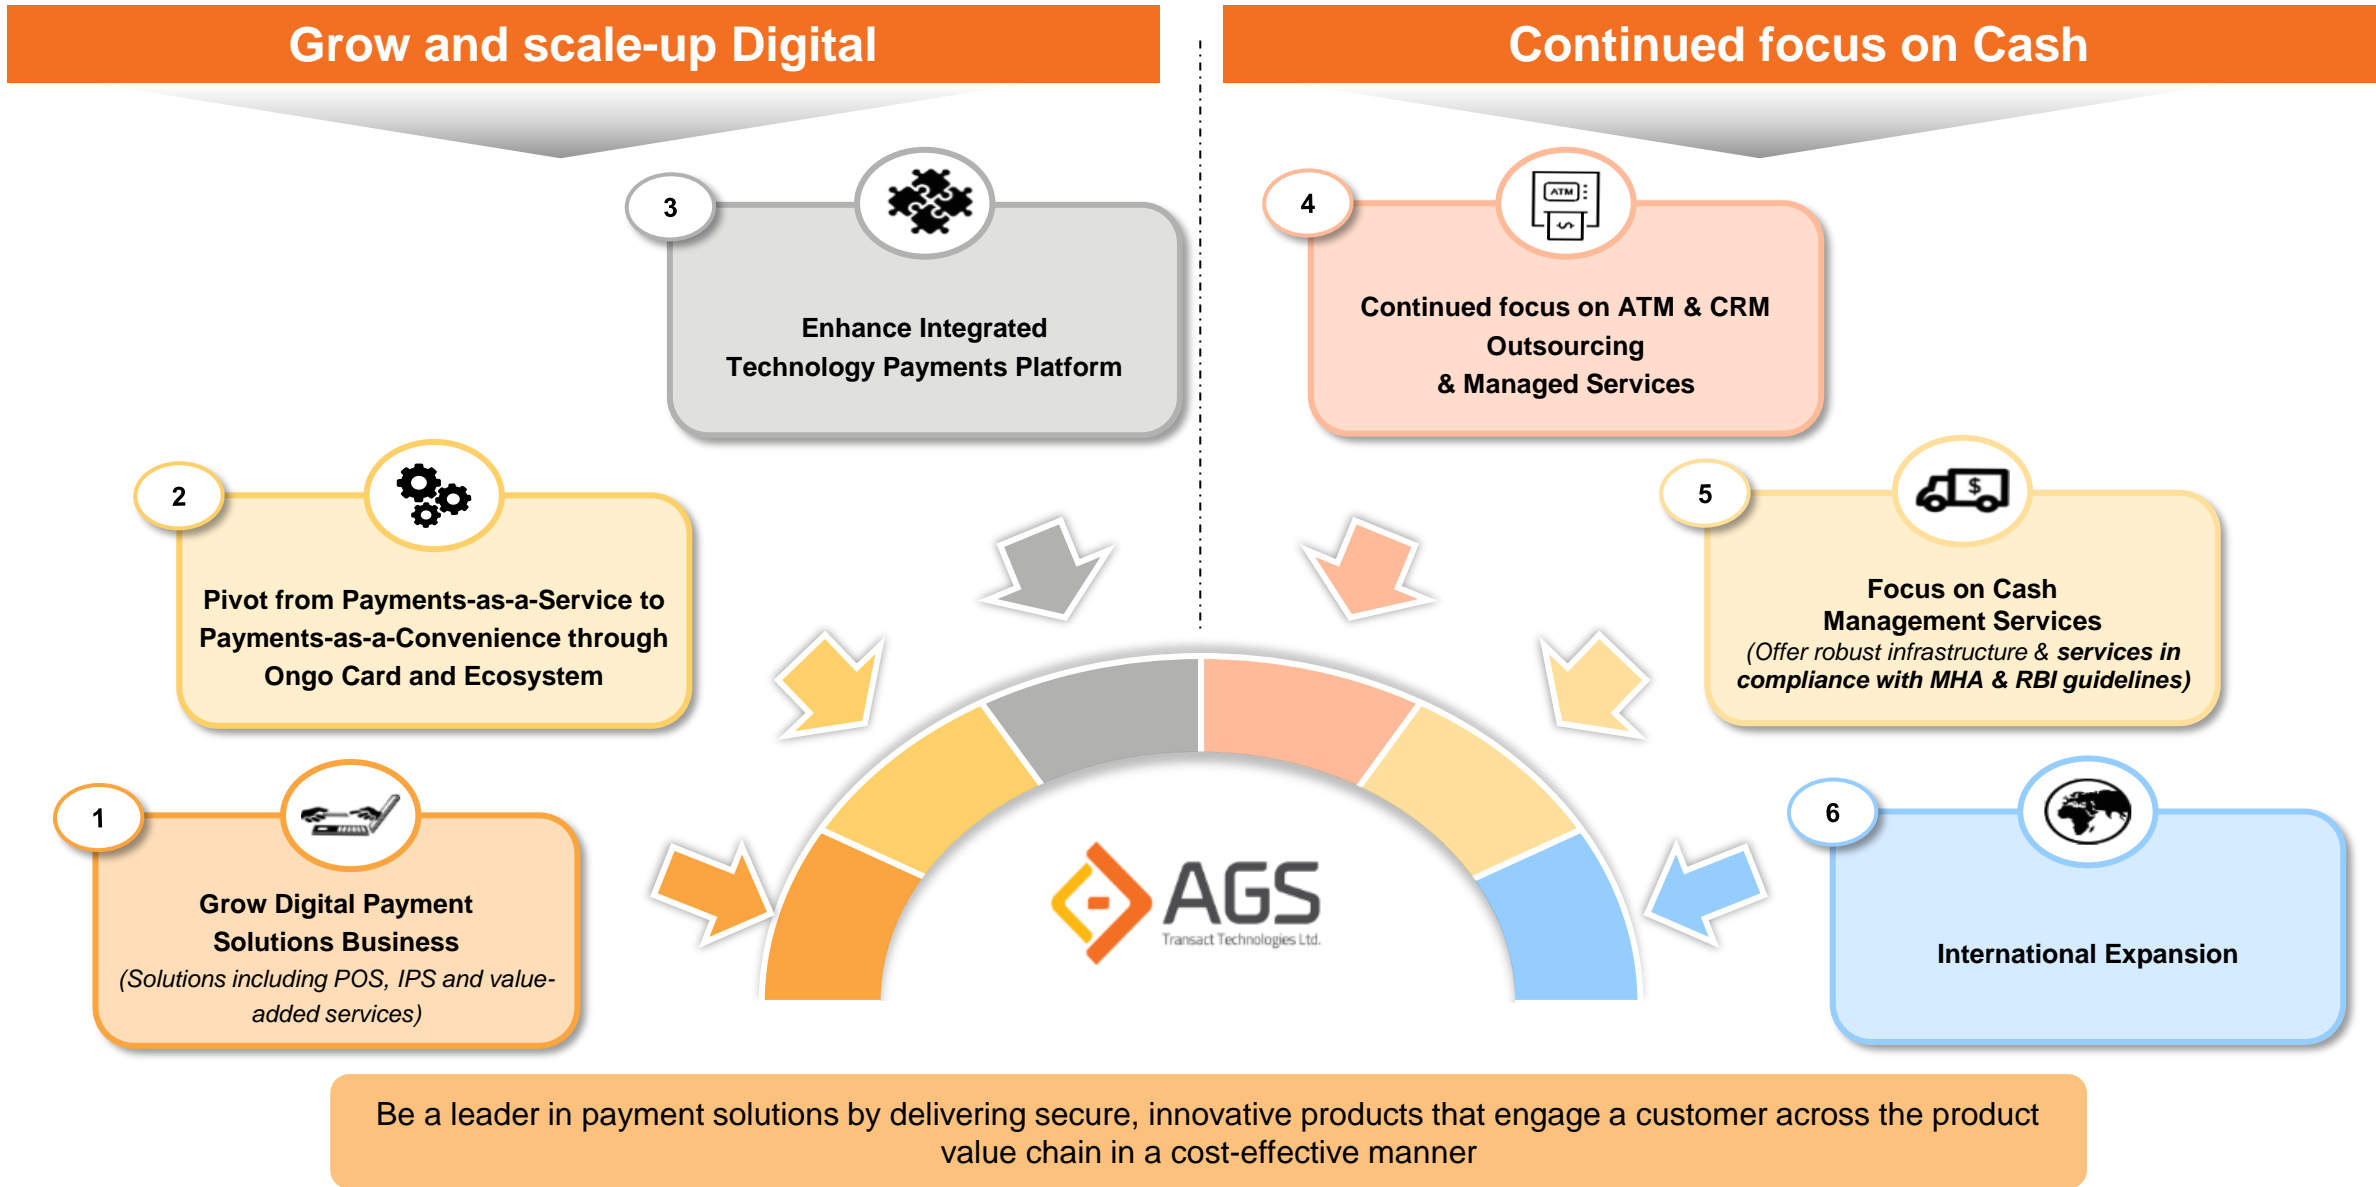 Grow and scale-up Digital
Continued focus on Cash
3
Enhance Integrated
Technology Payments Platform
4
ATM
$
Continued focus on ATM & CRM
Outsourcing
& Managed Services
2
Pivot from Payments-as-a-Service to
Payments-as-a-Convenience through
Ongo Card and Ecosystem
5
$
Focus on Cash
Management Services
(Offer robust infrastructure & services in
compliance with MHA & RBI guidelines)
1
Grow Digital Payment
Solutions Business
(Solutions including POS, IPS and value-
added services)
6
International Expansion
AGS
Transact Technologies Ltd.
Be a leader in payment solutions by delivering secure, innovative products that engage a customer across the product
value chain in a cost-effective manner